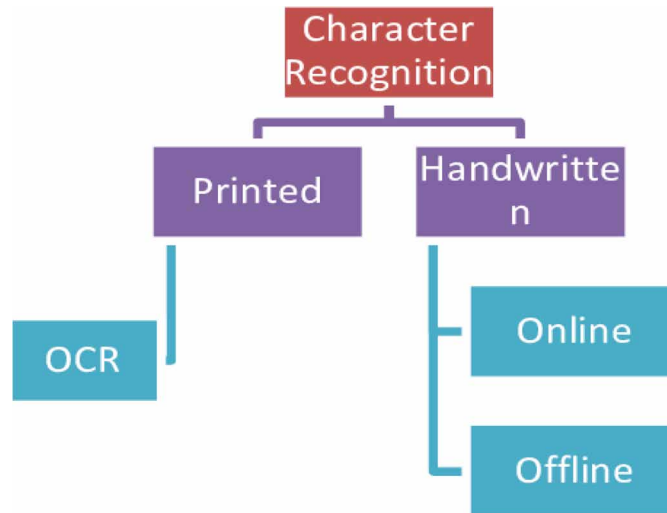 Character
Recognition
Printed
Handwritte
n
OCR
Online
Offline